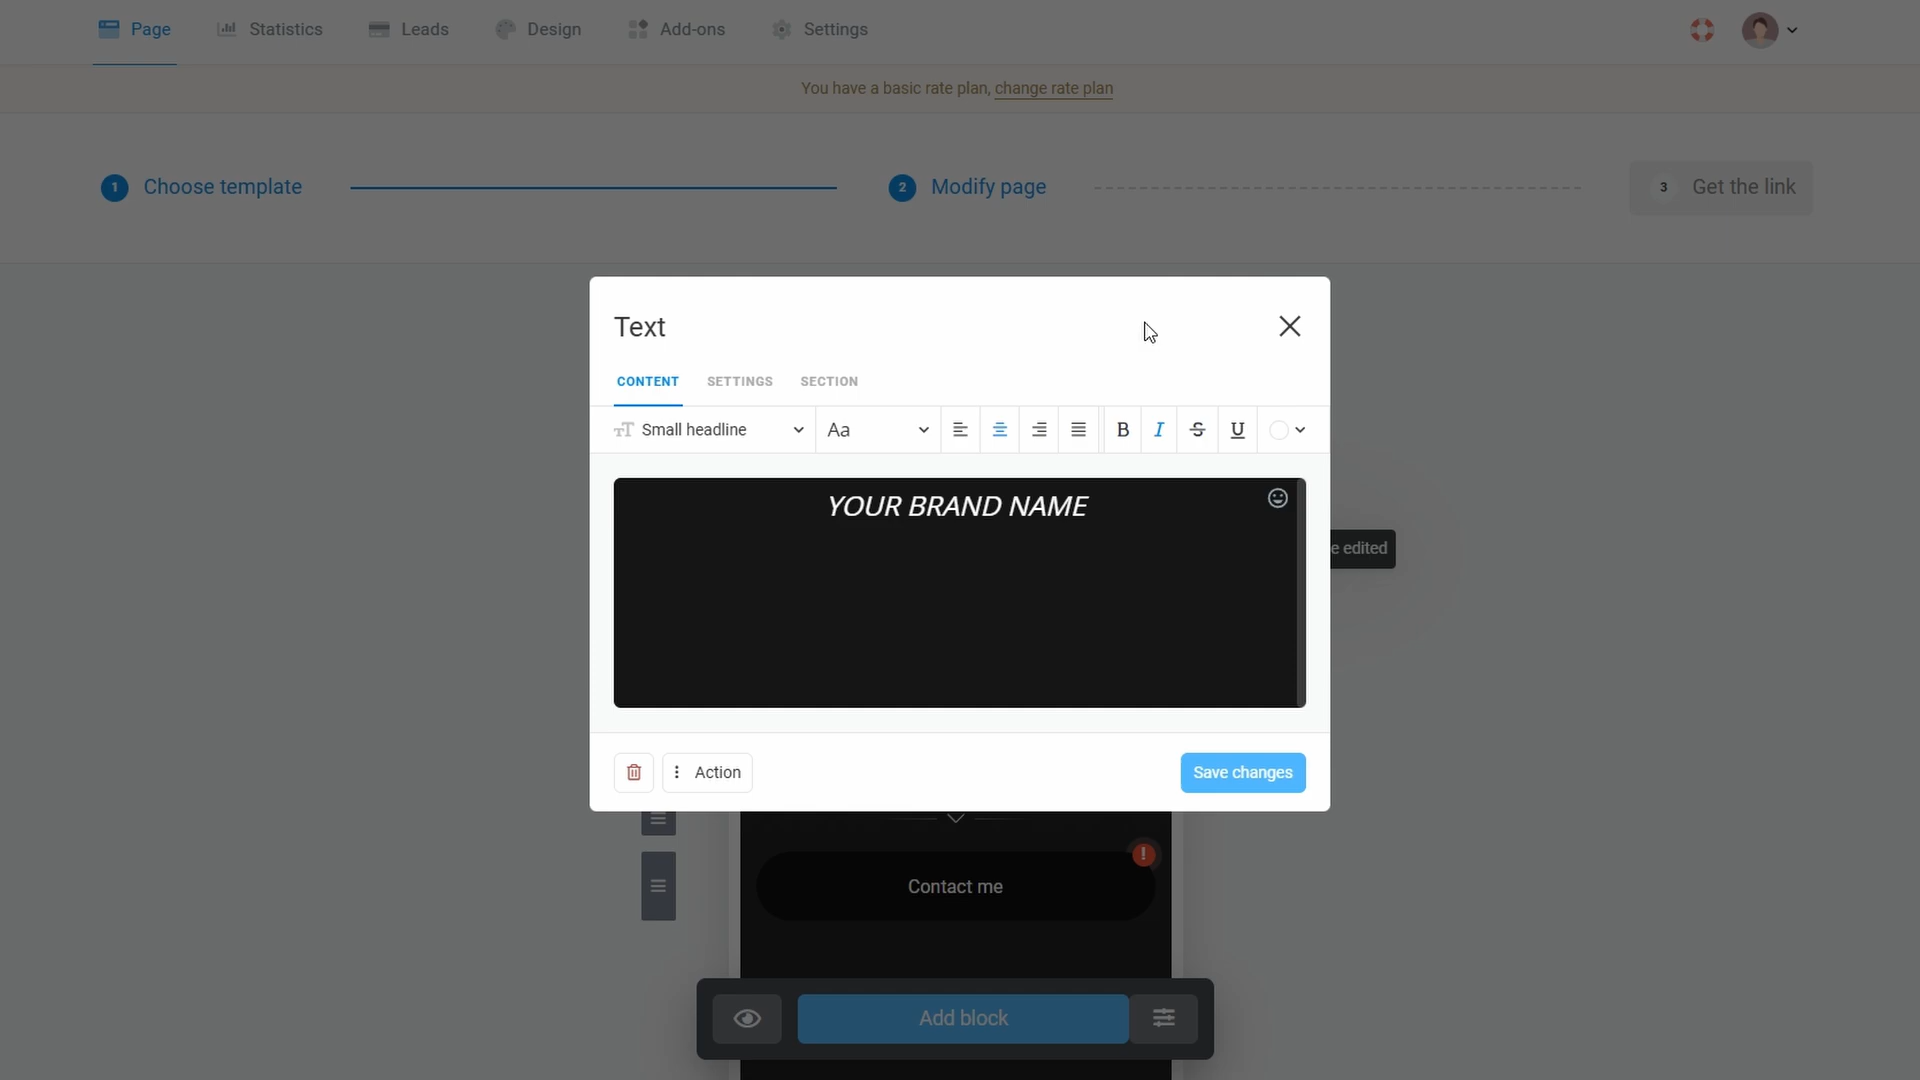 Page Statistics Leads Design Add-ons Settings
You have a basic rate plan, change rate plan
1 Choose template 2 Modify page 3 Get the link
Text
CONTENT SETTINGS SECTION
Small headline Aa B I S U
YOUR BRAND NAME
e edited
Action Save changes
Contact me
Add block